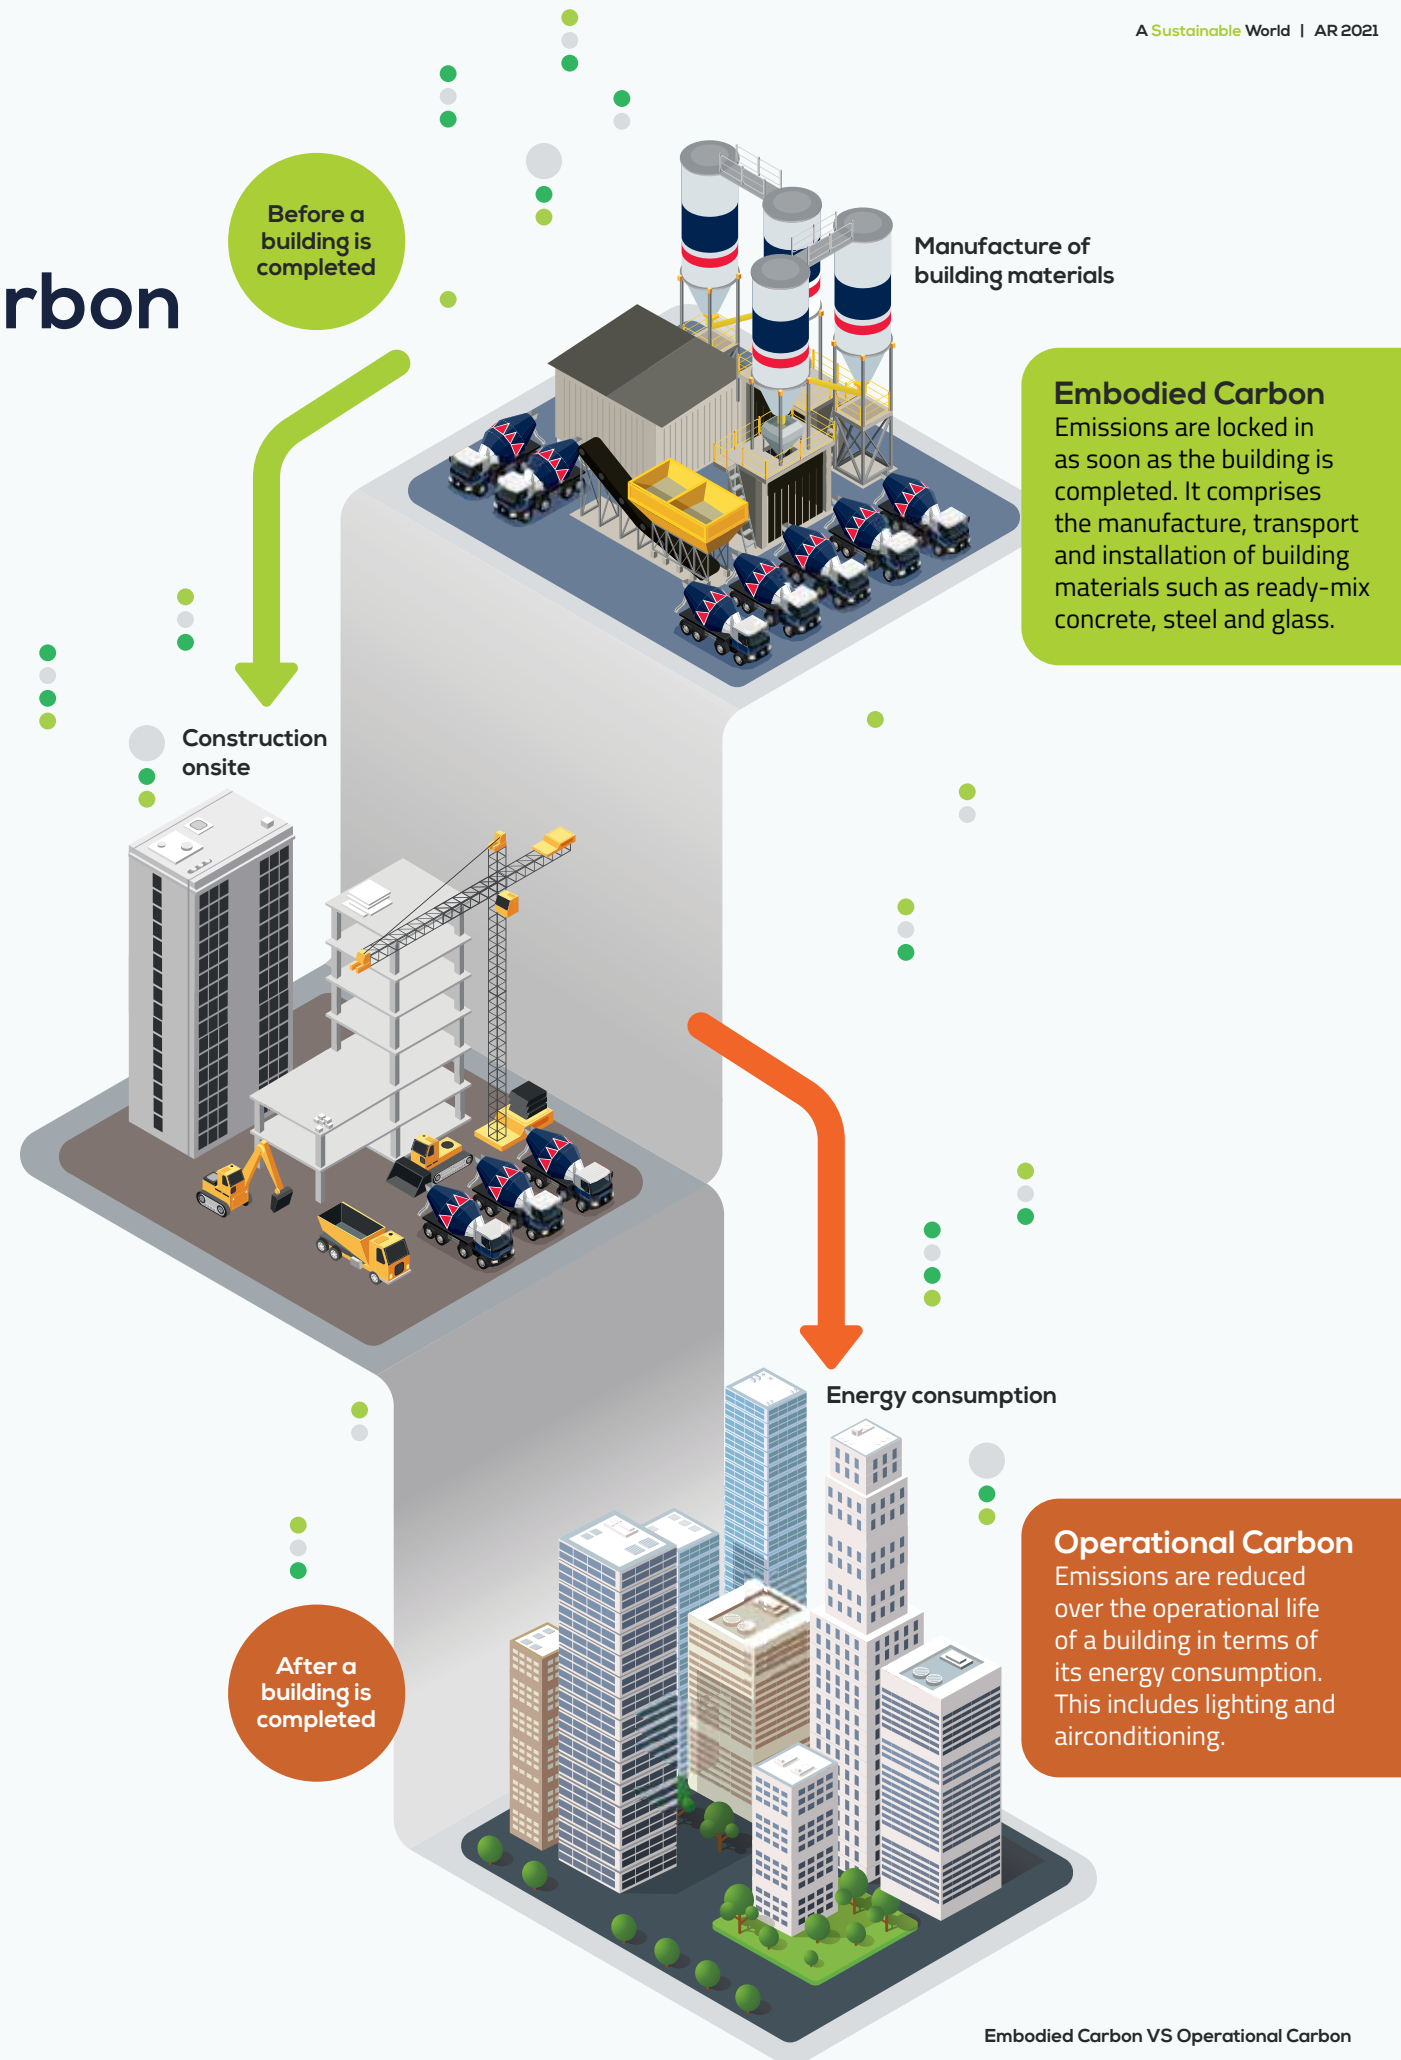 A Sustainable World | AR 2021
Before a
building is
completed
rbon
Manufacture of
building materials
Embodied Carbon
Emissions are locked in
as soon as the building is
completed. It comprises
the manufacture, transport
and installation of building
materials such as ready-mix
concrete, steel and glass.
Construction
onsite
Energy consumption
Operational Carbon
Emissions are reduced
over the operational life
of a building in terms of
its energy consumption.
This includes lighting and
airconditioning.
After a
building is
completed
Embodied Carbon VS Operational Carbon